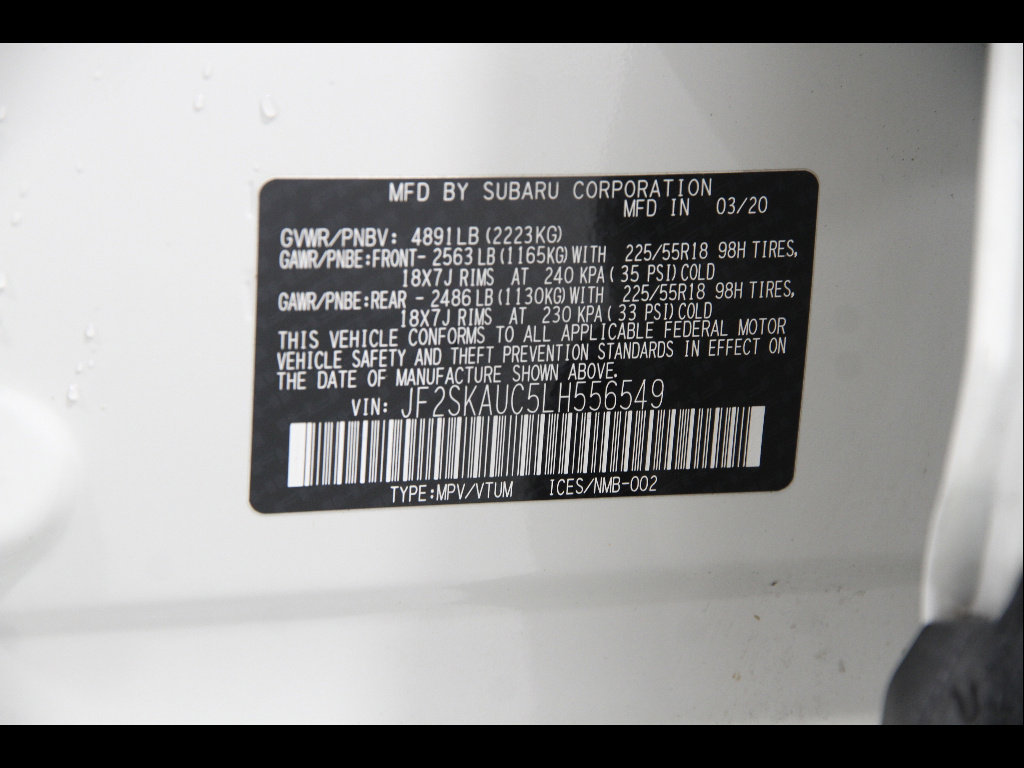 MFD BY SUBARU CORPORATION
MFD IN 03/20
GVWR/PNBV: 4891LB (2223KG)
GAWR/PNBE:FRONT- 2563LB (1165KG)WITH 225/55R18 98H TIRES,
18X7J RIMS AT 240 KPA( 35 PSI)COLD
GAWR/PNBE:REAR - 2486LB (1130KG)WITH 225/55R18 98H TIRES,
18X7J RIMS AT 230 KPA( 33 PSI)COLD
THIS VEHICLE CONFORMS TO ALL APPLICABLE FEDERAL MOTOR
VEHICLE SAFETY AND THEFT PREVENTION STANDARDS IN EFFECT ON
THE DATE OF MANUFACTURE SHOWN ABOVE.
VIN: JF2SKAUC5LH556549
TYPE:MPV/VTUM ICES/NMB-002